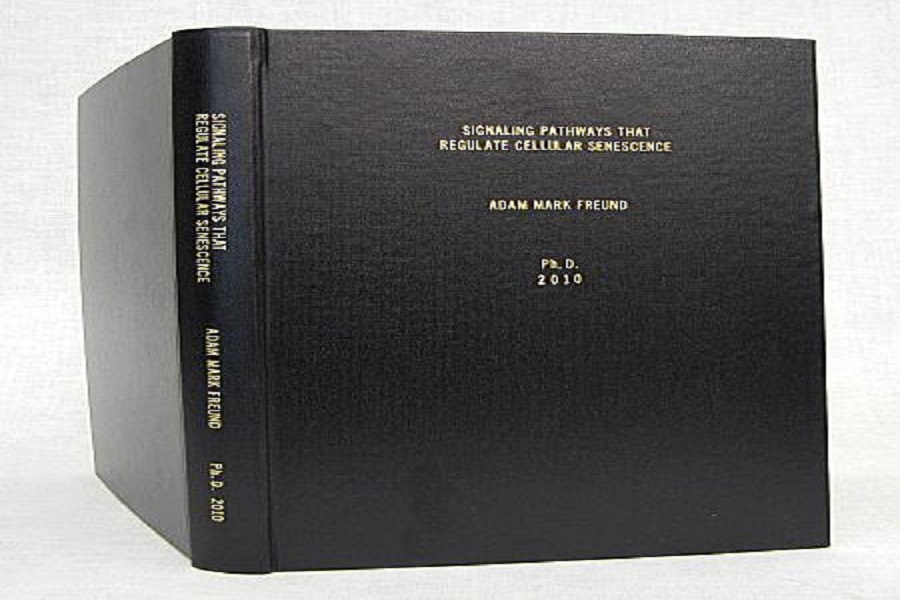 SIGNALING PATHWAYS THAT
REGULATE CELLULAR SENESCENCE
ADAM MARK FREUND
Ph.D. 2010
SIGNALING PATHWAYS THAT
REGULATE CELLULAR SENESCENCE
ADAM MARK FREUND
Ph.D.
2010